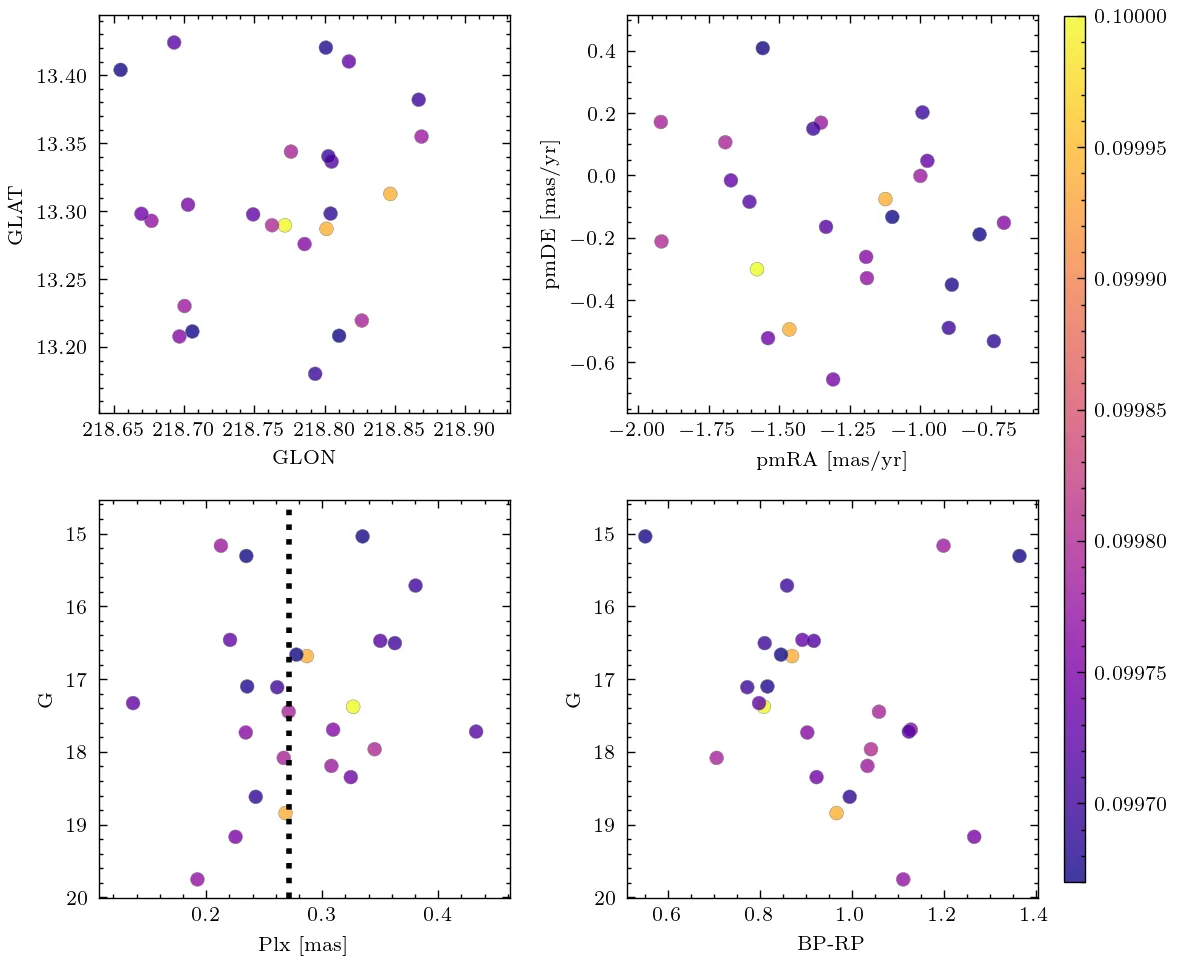 13.40
13.35
13.30
13.25
13.20
GLAT
218.65 218.70 218.75 218.80 218.85 218.90
GLON
0.4
0.2
0.0
−0.2
−0.4
−0.6
pmDE [mas/yr]
−2.00 −1.75 −1.50 −1.25 −1.00 −0.75
pmRA [mas/yr]
15
16
17
18
19
20
G
0.2 0.3 0.4
Plx [mas]
15
16
17
18
19
20
G
0.6 0.8 1.0 1.2 1.4
BP-RP
0.10000
0.09995
0.09990
0.09985
0.09980
0.09975
0.09970